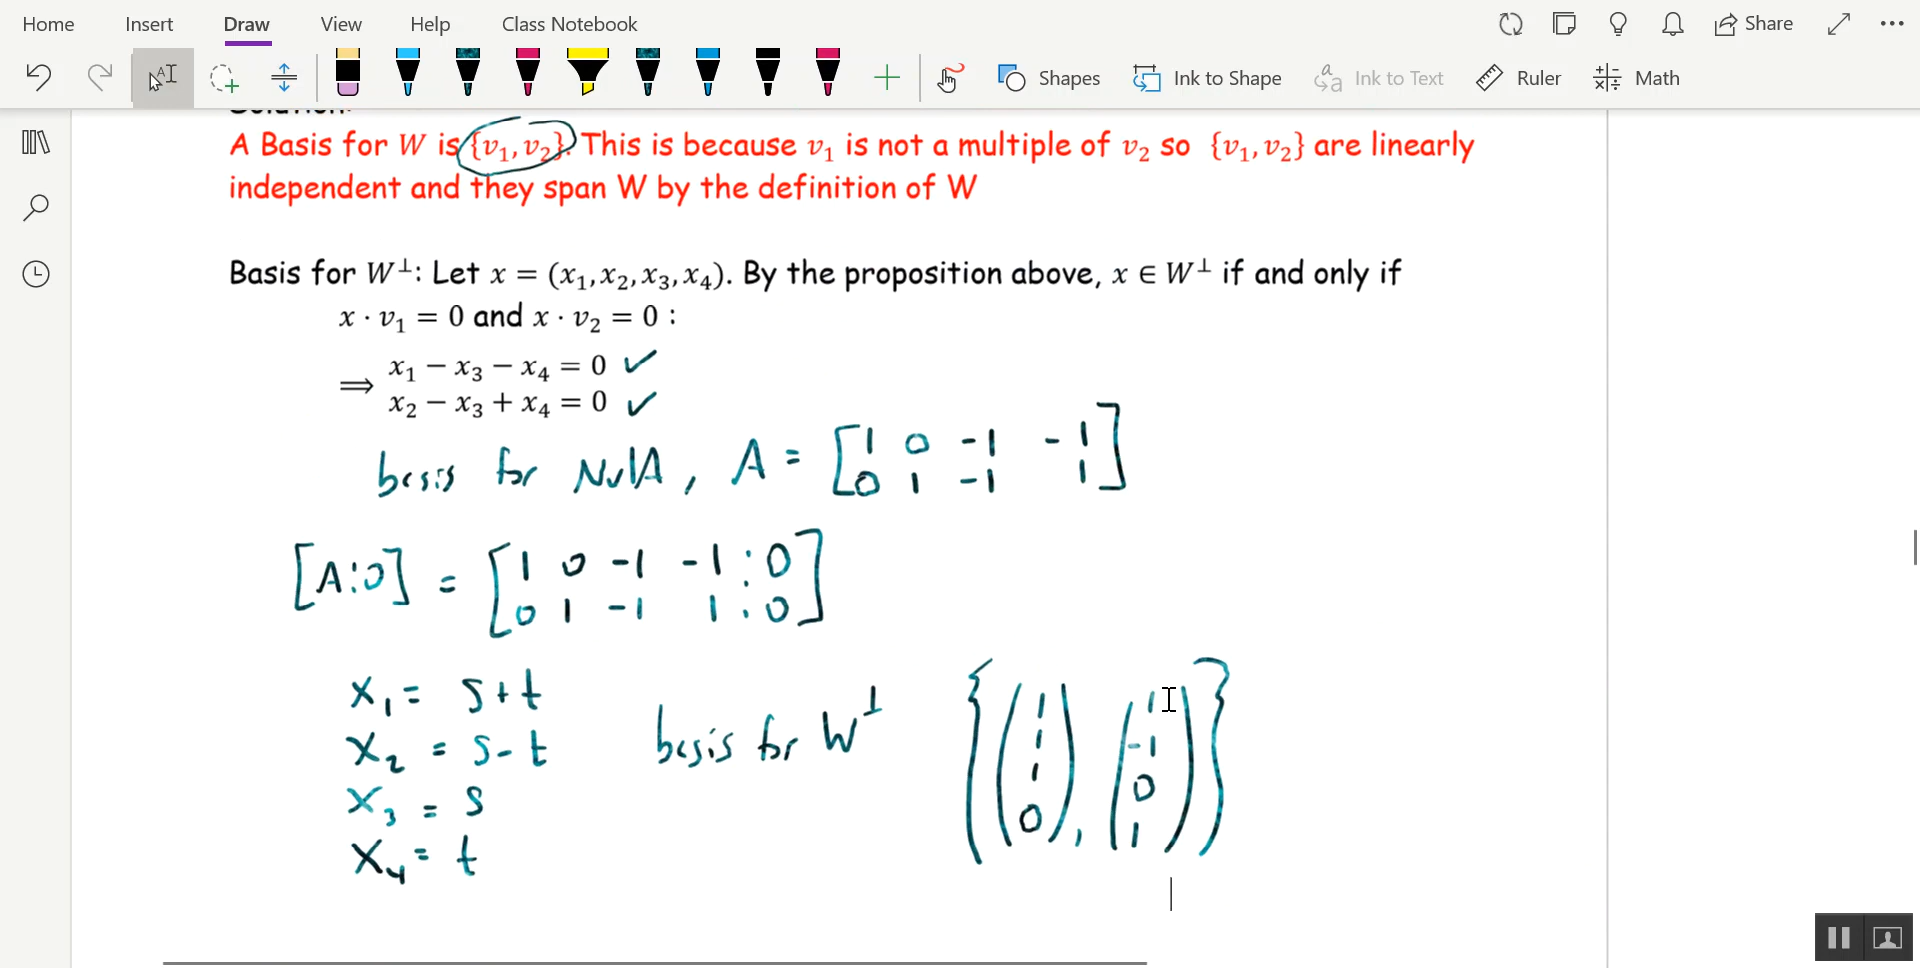 Home Insert Draw View Help Class Notebook Share
Shapes Ink to Shape Ink to Text Ruler Math
Solution:
A Basis for W is {v₁, v₂}. This is because v₁ is not a multiple of v₂ so {v₁, v₂} are linearly
independent and they span W by the definition of W
Basis for W⊥: Let x = (x₁, x₂, x₃, x₄). By the proposition above, x ∈ W⊥ if and only if
x · v₁ = 0 and x · v₂ = 0 :
⟹ x₁ − x₃ − x₄ = 0 ✓
x₂ − x₃ + x₄ = 0 ✓
basis for NulA, A = [1 0 -1 -1
0 1 -1 1]
[A:0] = [1 0 -1 -1 : 0
0 1 -1 1 : 0]
x₁ = s+t
x₂ = s-t
x₃ = s
x₄ = t
basis for W⊥ {(1
1
1
0), (1
-1
0
1)}